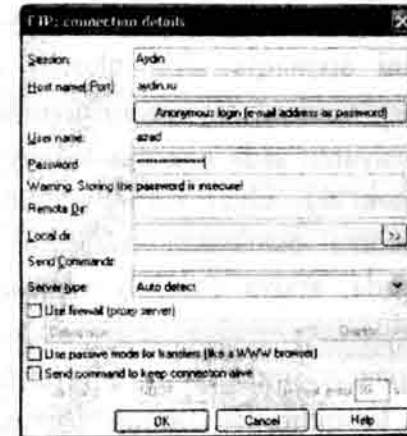 FTP: connection details
Session: Aydin
Host name[:Port] aydin.ru
Anonymous login (e-mail address as password)
User name: azad
Password ****************
Warning: Storing the password is insecure!
Remote Dir:
Local dir >>
Send Commands:
Server type: Auto detect
Use firewall (proxy server)
Use passive mode for transfers (like a WWW browser)
Send command to keep connection alive
OK Cancel Help